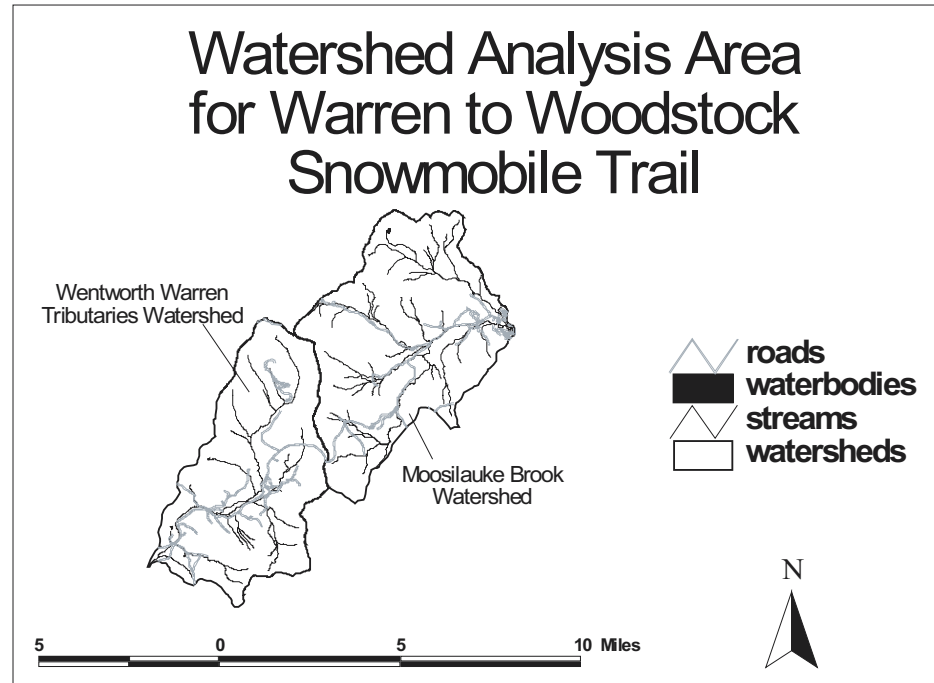 Watershed Analysis Area
for Warren to Woodstock
Snowmobile Trail
Wentworth Warren
Tributaries Watershed
roads
waterbodies
streams
watersheds
Moosilauke Brook
Watershed
N
5 0 5 10 Miles